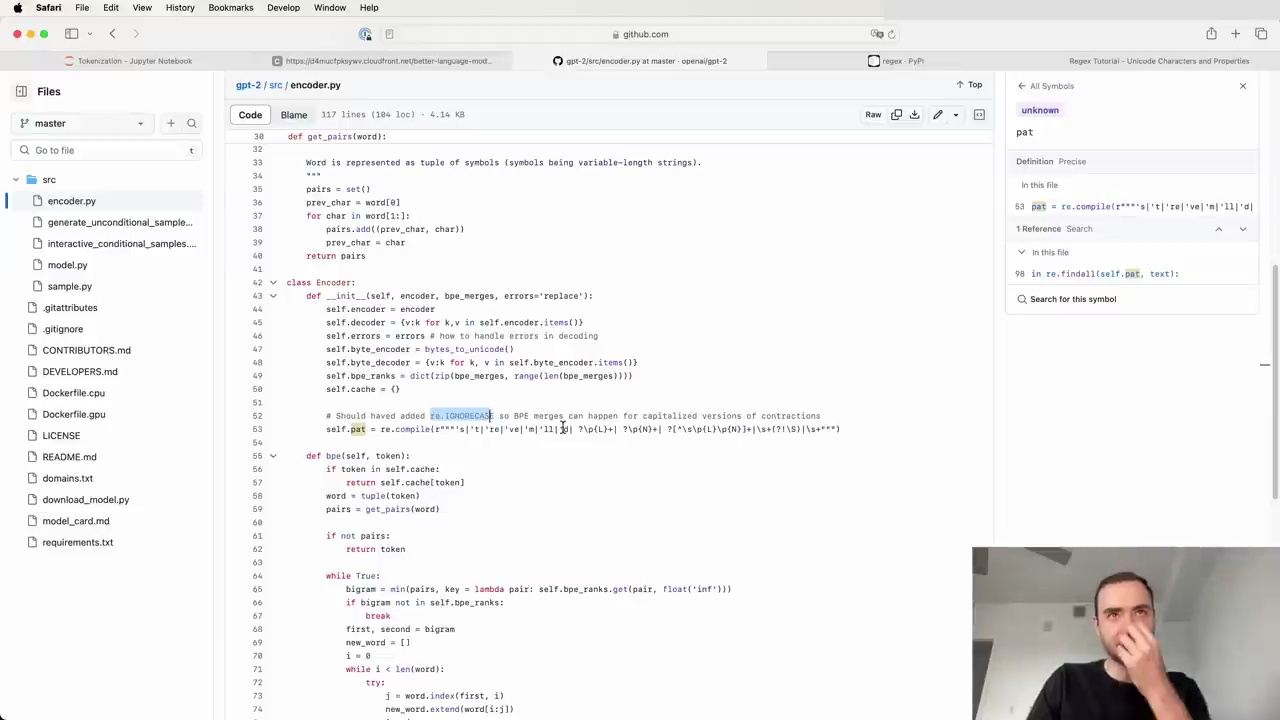 Safari File Edit View History Bookmarks Develop Window Help
github.com
Tokenization - Jupyter Notebook
https://d4mucfpksywv.cloudfront.net/better-language-mod...
gpt-2/src/encoder.py at master · openai/gpt-2
regex · PyPI
Regex Tutorial - Unicode Characters and Properties
Files
master
Go to file t
src
encoder.py
generate_unconditional_sample...
interactive_conditional_samples....
model.py
sample.py
.gitattributes
.gitignore
CONTRIBUTORS.md
DEVELOPERS.md
Dockerfile.cpu
Dockerfile.gpu
LICENSE
README.md
domains.txt
download_model.py
model_card.md
requirements.txt
gpt-2 / src / encoder.py
Top
Code Blame 117 lines (104 loc) · 4.14 KB
Raw
30 def get_pairs(word):
32
33 Word is represented as tuple of symbols (symbols being variable-length strings).
34 """
35 pairs = set()
36 prev_char = word[0]
37 for char in word[1:]:
38 pairs.add((prev_char, char))
39 prev_char = char
40 return pairs
41
42 class Encoder:
43 def __init__(self, encoder, bpe_merges, errors='replace'):
44 self.encoder = encoder
45 self.decoder = {v:k for k,v in self.encoder.items()}
46 self.errors = errors # how to handle errors in decoding
47 self.byte_encoder = bytes_to_unicode()
48 self.byte_decoder = {v:k for k, v in self.byte_encoder.items()}
49 self.bpe_ranks = dict(zip(bpe_merges, range(len(bpe_merges))))
50 self.cache = {}
51
52 # Should haved added re.IGNORECASE so BPE merges can happen for capitalized versions of contractions
53 self.pat = re.compile(r"""'s|'t|'re|'ve|'m|'ll|'d| ?\p{L}+| ?\p{N}+| ?[^\s\p{L}\p{N}]+|\s+(?!\S)|\s+""")
54
55 def bpe(self, token):
56 if token in self.cache:
57 return self.cache[token]
58 word = tuple(token)
59 pairs = get_pairs(word)
60
61 if not pairs:
62 return token
63
64 while True:
65 bigram = min(pairs, key = lambda pair: self.bpe_ranks.get(pair, float('inf')))
66 if bigram not in self.bpe_ranks:
67 break
68 first, second = bigram
69 new_word = []
70 i = 0
71 while i < len(word):
72 try:
73 j = word.index(first, i)
74 new_word.extend(word[i:j])
All Symbols
unknown
pat
Definition Precise
In this file
53 pat = re.compile(r"""'s|'t|'re|'ve|'m|'ll|'d|
1 Reference Search
In this file
98 in re.findall(self.pat, text):
Search for this symbol